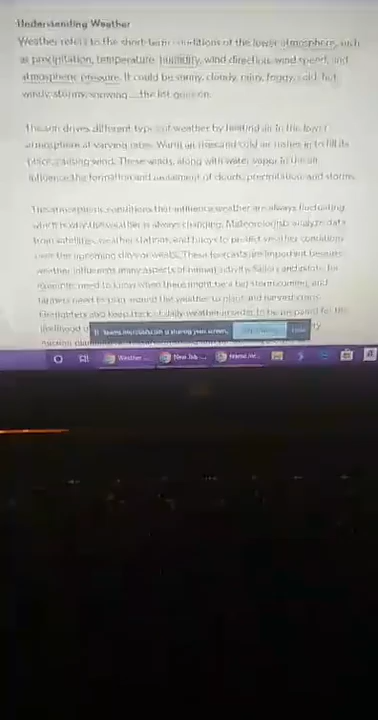 Understanding Weather
Weather refers to the short-term conditions of the lower atmosphere, such
as precipitation, temperature, humidity, wind direction, wind speed, and
atmospheric pressure. It could be sunny, cloudy, rainy, foggy, cold, hot,
windy, stormy, snowing … the list goes on.
The sun drives different types of weather by heating air in the lower
atmosphere at varying rates. Warm air rises and cold air rushes in to fill its
place, causing wind. These winds, along with water vapor in the air,
influence the formation and movement of clouds, precipitation, and storms.
The atmospheric conditions that influence weather are always fluctuating,
which is why the weather is always changing. Meteorologists analyze data
from satellites, weather stations, and buoys to predict weather conditions
over the upcoming days or weeks. These forecasts are important because
weather influences many aspects of human activity. Sailors and pilots, for
example, need to know when there might be a big storm coming, and
farmers need to plan around the weather to plant and harvest crops.
Firefighters also keep track of daily weather in order to be prepared for the
likelihood
is sharing your screen.
Hide
Weather ...
New Job ...